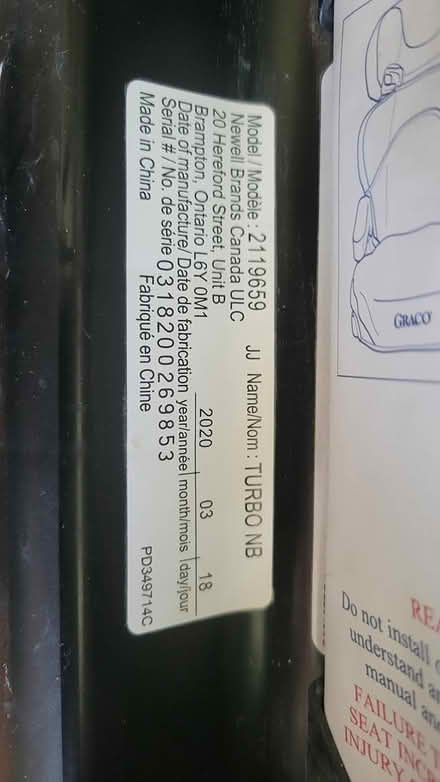 Model / Modèle : 2119659 JJ Name/Nom : TURBO NB
Newell Brands Canada ULC
20 Hereford Street, Unit B
Brampton, Ontario L6Y 0M1 2020 03 18
Date of manufacture/ Date de fabrication year/année month/mois day/jour
Serial # / No. de série 0318200269853
Made in China Fabriqué en Chine PD349714C
GRACO
Do not install
understand
manual
FAILURE
SEAT
INJURY